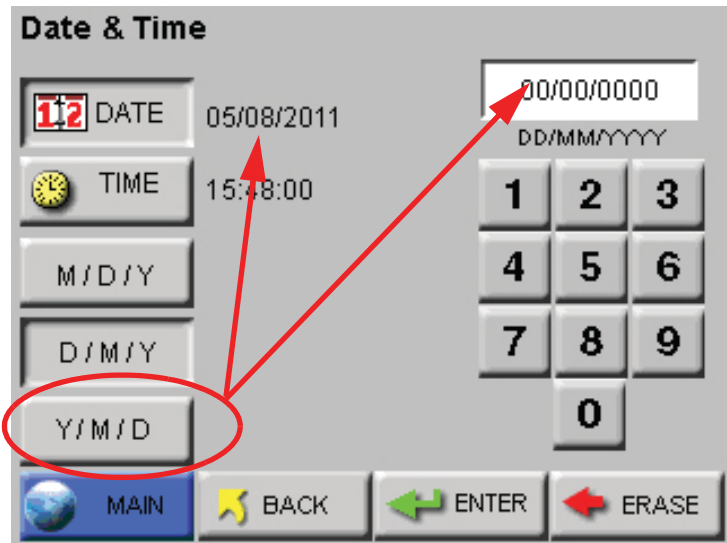 Date & Time
12 DATE
05/08/2011
00/00/0000
DD/MM/YYYY
TIME
15:48:00
1 2 3
M / D / Y
4 5 6
D / M / Y
7 8 9
Y / M / D
0
MAIN
BACK
ENTER
ERASE